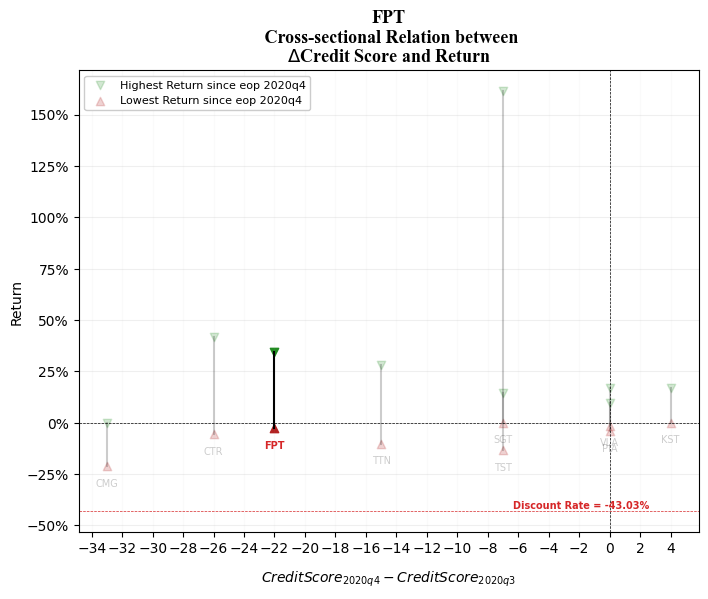 FPT
Cross-sectional Relation between
ΔCredit Score and Return
Highest Return since eop 2020q4
Lowest Return since eop 2020q4
Return
150%
125%
100%
75%
50%
25%
0%
−25%
−50%
SGT
VLA
KST
FPT
CTR
TTN
TST
CMG
Discount Rate = -43.03%
−34 −32 −30 −28 −26 −24 −22 −20 −18 −16 −14 −12 −10 −8 −6 −4 −2 0 2 4
CreditScore2020q4 − CreditScore2020q3